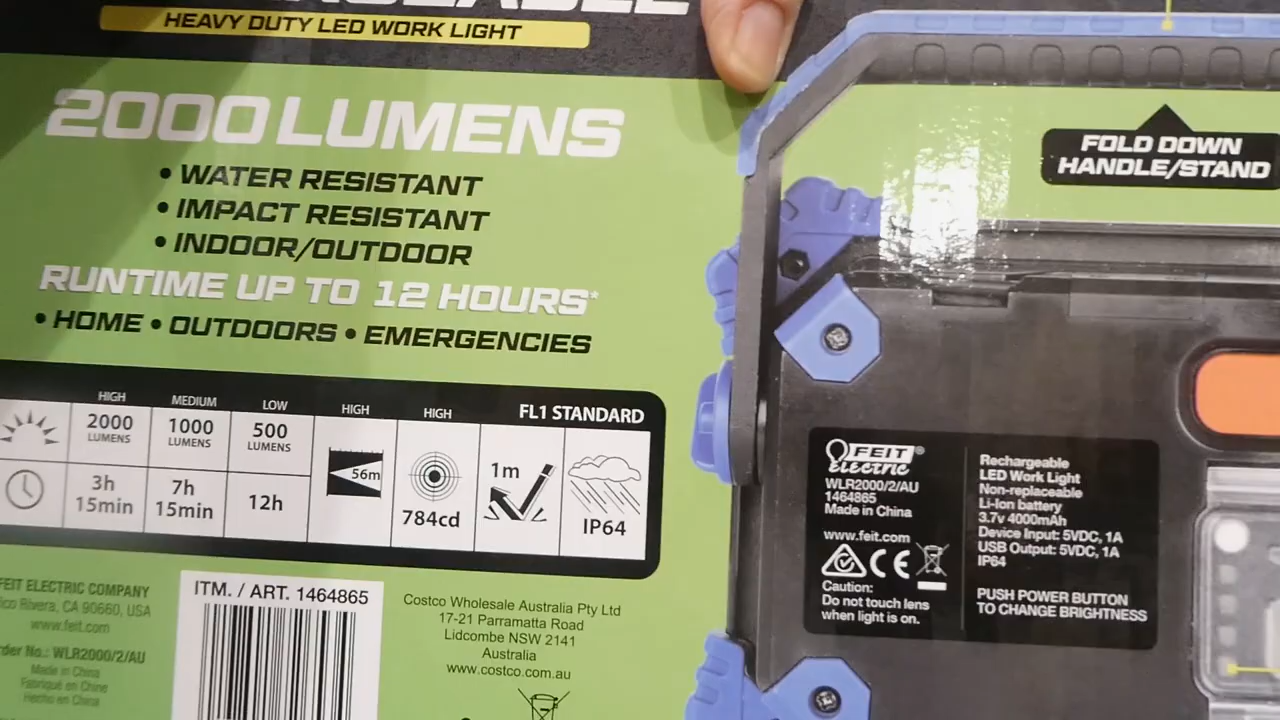 HEAVY DUTY LED WORK LIGHT
2000 LUMENS
• WATER RESISTANT
• IMPACT RESISTANT
• INDOOR/OUTDOOR
RUNTIME UP TO 12 HOURS*
• HOME • OUTDOORS • EMERGENCIES
FOLD DOWN
HANDLE/STAND
HIGH MEDIUM LOW HIGH HIGH FL1 STANDARD
2000 LUMENS
1000 LUMENS
500 LUMENS
56m
784cd
1m
IP64
3h 15min
7h 15min
12h
FEIT
electric
WLR2000/2/AU
1464865
Made in China
www.feit.com
Caution:
Do not touch lens
when light is on.
Rechargeable
LED Work Light
Non-replaceable
Li-Ion battery
3.7v 4000mAh
Device Input: 5VDC, 1A
USB Output: 5VDC, 1A
IP64
PUSH POWER BUTTON
TO CHANGE BRIGHTNESS
FEIT ELECTRIC COMPANY
Rivera, CA 90660, USA
www.feit.com
No.: WLR2000/2/AU
Made in China
Fabriqué en Chine
Hecho en China
ITM. / ART. 1464865
Costco Wholesale Australia Pty Ltd
17-21 Parramatta Road
Lidcombe NSW 2141
Australia
www.costco.com.au